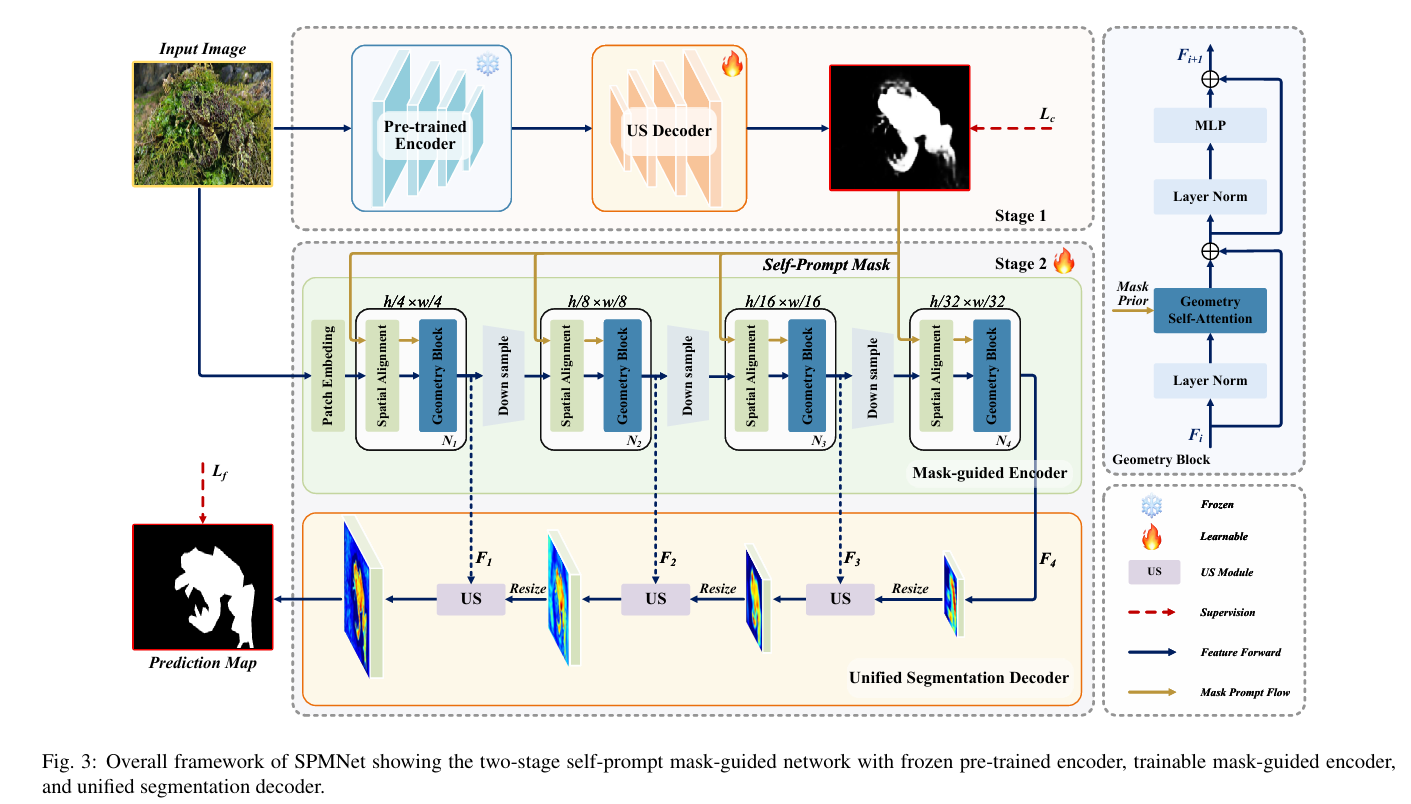 Input Image
Pre-trained
Encoder
US Decoder
L_c
Stage 1
Self-Prompt Mask
Stage 2
h/4 ×w/4
h/8 ×w/8
h/16 ×w/16
h/32 ×w/32
Patch Embeding
Spatial Alignment
Geometry Block
N_1
Down sample
Spatial Alignment
Geometry Block
N_2
Down sample
Spatial Alignment
Geometry Block
N_3
Down sample
Spatial Alignment
Geometry Block
N_4
Mask-guided Encoder
L_f
Prediction Map
F_1
F_2
F_3
F_4
US
Resize
US
Resize
US
Resize
Unified Segmentation Decoder
F_{i+1}
MLP
Layer Norm
Mask
Prior
Geometry
Self-Attention
Layer Norm
F_i
Geometry Block
Frozen
Learnable
US
US Module
Supervision
Feature Forward
Mask Prompt Flow
Fig. 3: Overall framework of SPMNet showing the two-stage self-prompt mask-guided network with frozen pre-trained encoder, trainable mask-guided encoder,
and unified segmentation decoder.